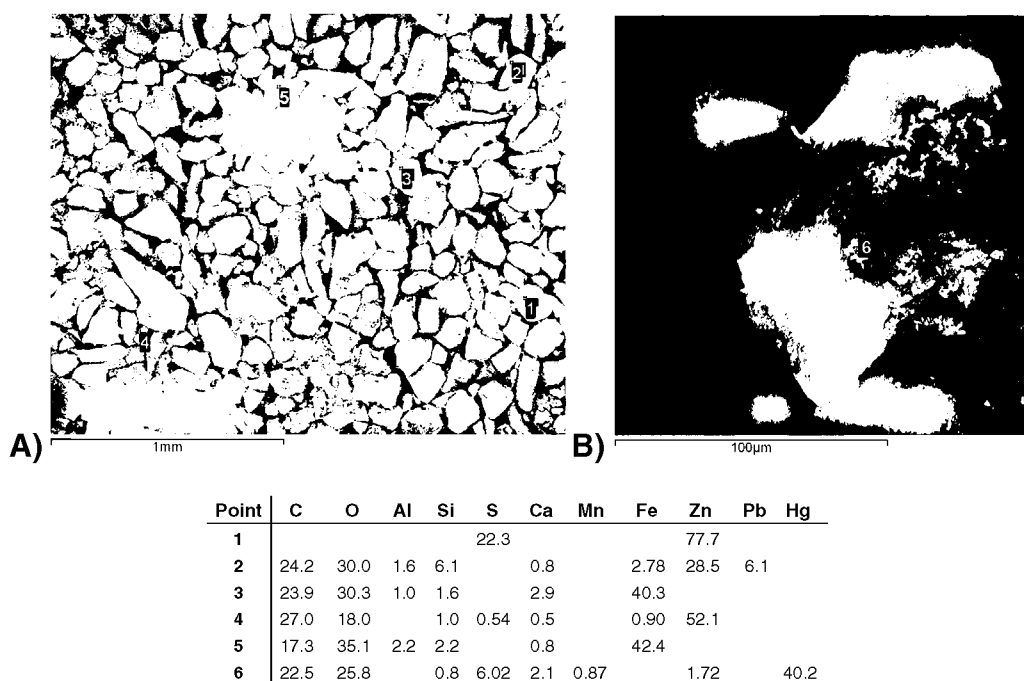 5
2
3
1
4
6
A)
1mm
B)
100µm
Point C O Al Si S Ca Mn Fe Zn Pb Hg
1 22.3 77.7
2 24.2 30.0 1.6 6.1 0.8 2.78 28.5 6.1
3 23.9 30.3 1.0 1.6 2.9 40.3
4 27.0 18.0 1.0 0.54 0.5 0.90 52.1
5 17.3 35.1 2.2 2.2 0.8 42.4
6 22.5 25.8 0.8 6.02 2.1 0.87 1.72 40.2